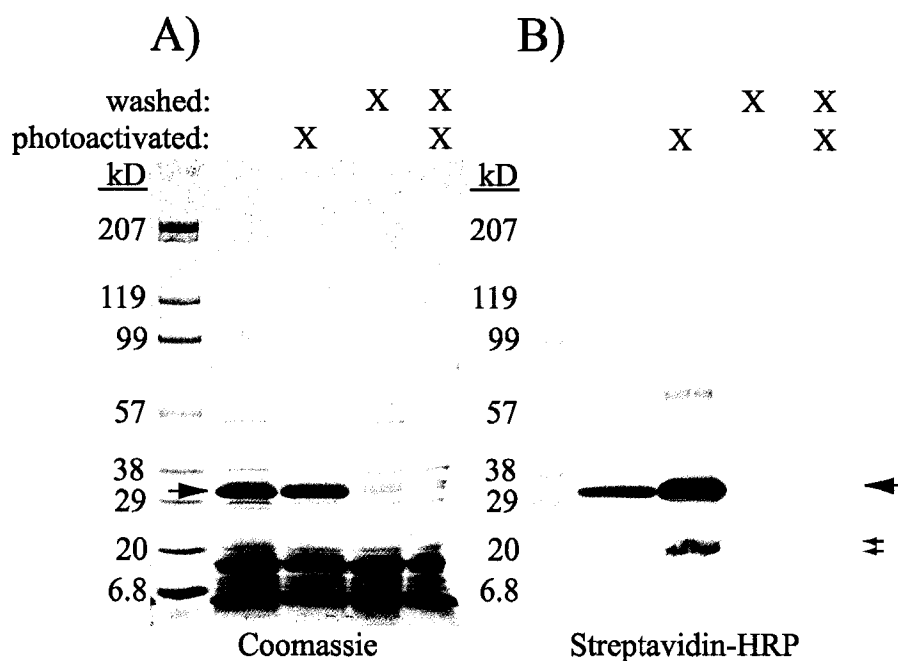 A) B)
washed: X X X X
photoactivated: X X X X
kD kD
207 207
119 119
99 99
57 57
38 38
29 29
20 20
6.8 6.8
Coomassie Streptavidin-HRP